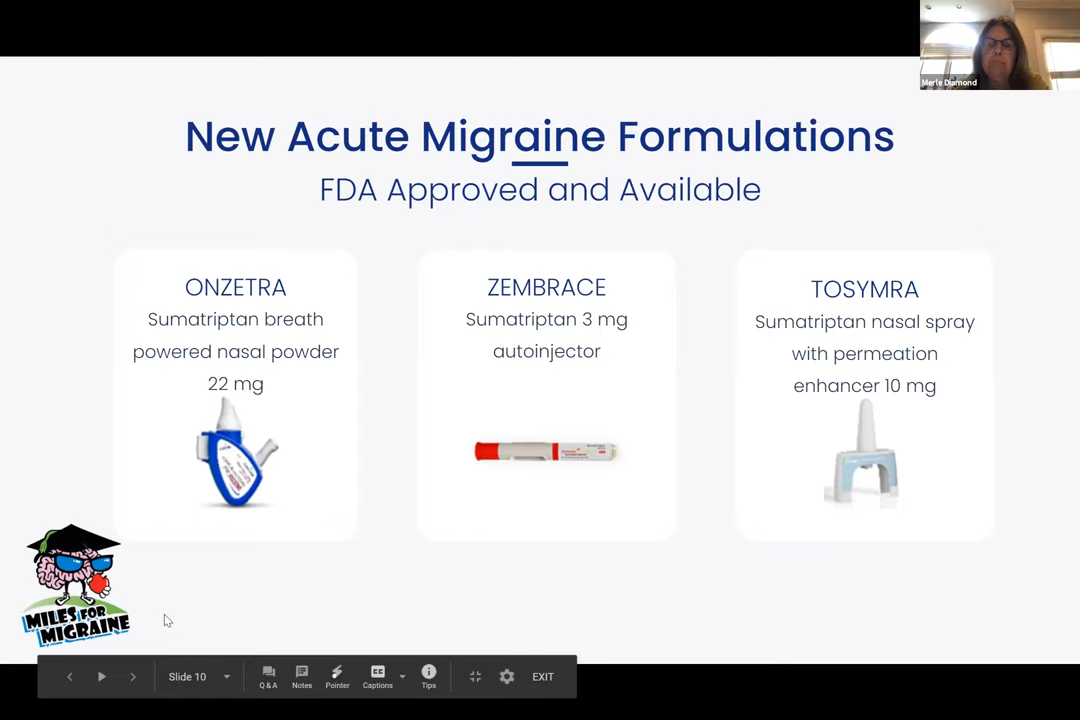 Merle Diamond
New Acute Migraine Formulations
FDA Approved and Available
ONZETRA
Sumatriptan breath
powered nasal powder
22 mg
ZEMBRACE
Sumatriptan 3 mg
autoinjector
TOSYMRA
Sumatriptan nasal spray
with permeation
enhancer 10 mg
MILES FOR
MIGRAINE
Slide 10
Q & A
Notes
Pointer
CC
Captions
Tips
EXIT